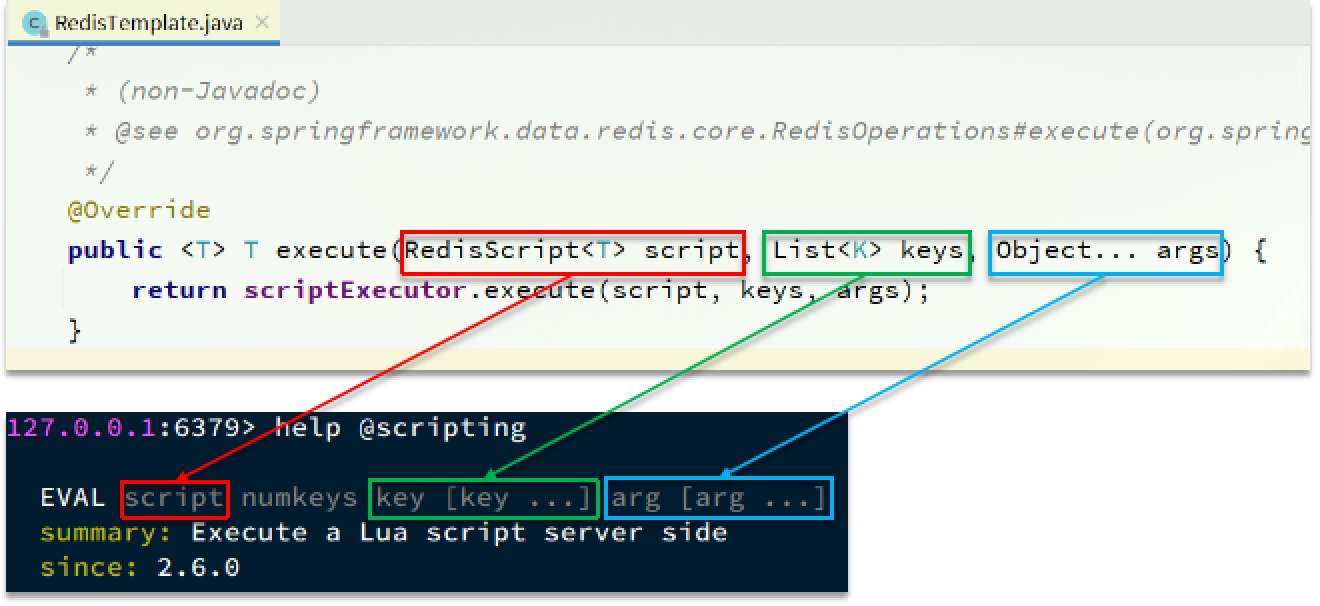 RedisTemplate.java
/*
* (non-Javadoc)
* @see org.springframework.data.redis.core.RedisOperations#execute(org.spring
*/
@Override
public <T> T execute(RedisScript<T> script, List<K> keys, Object... args) {
return scriptExecutor.execute(script, keys, args);
}
127.0.0.1:6379> help @scripting
EVAL script numkeys key [key ...] arg [arg ...]
summary: Execute a Lua script server side
since: 2.6.0